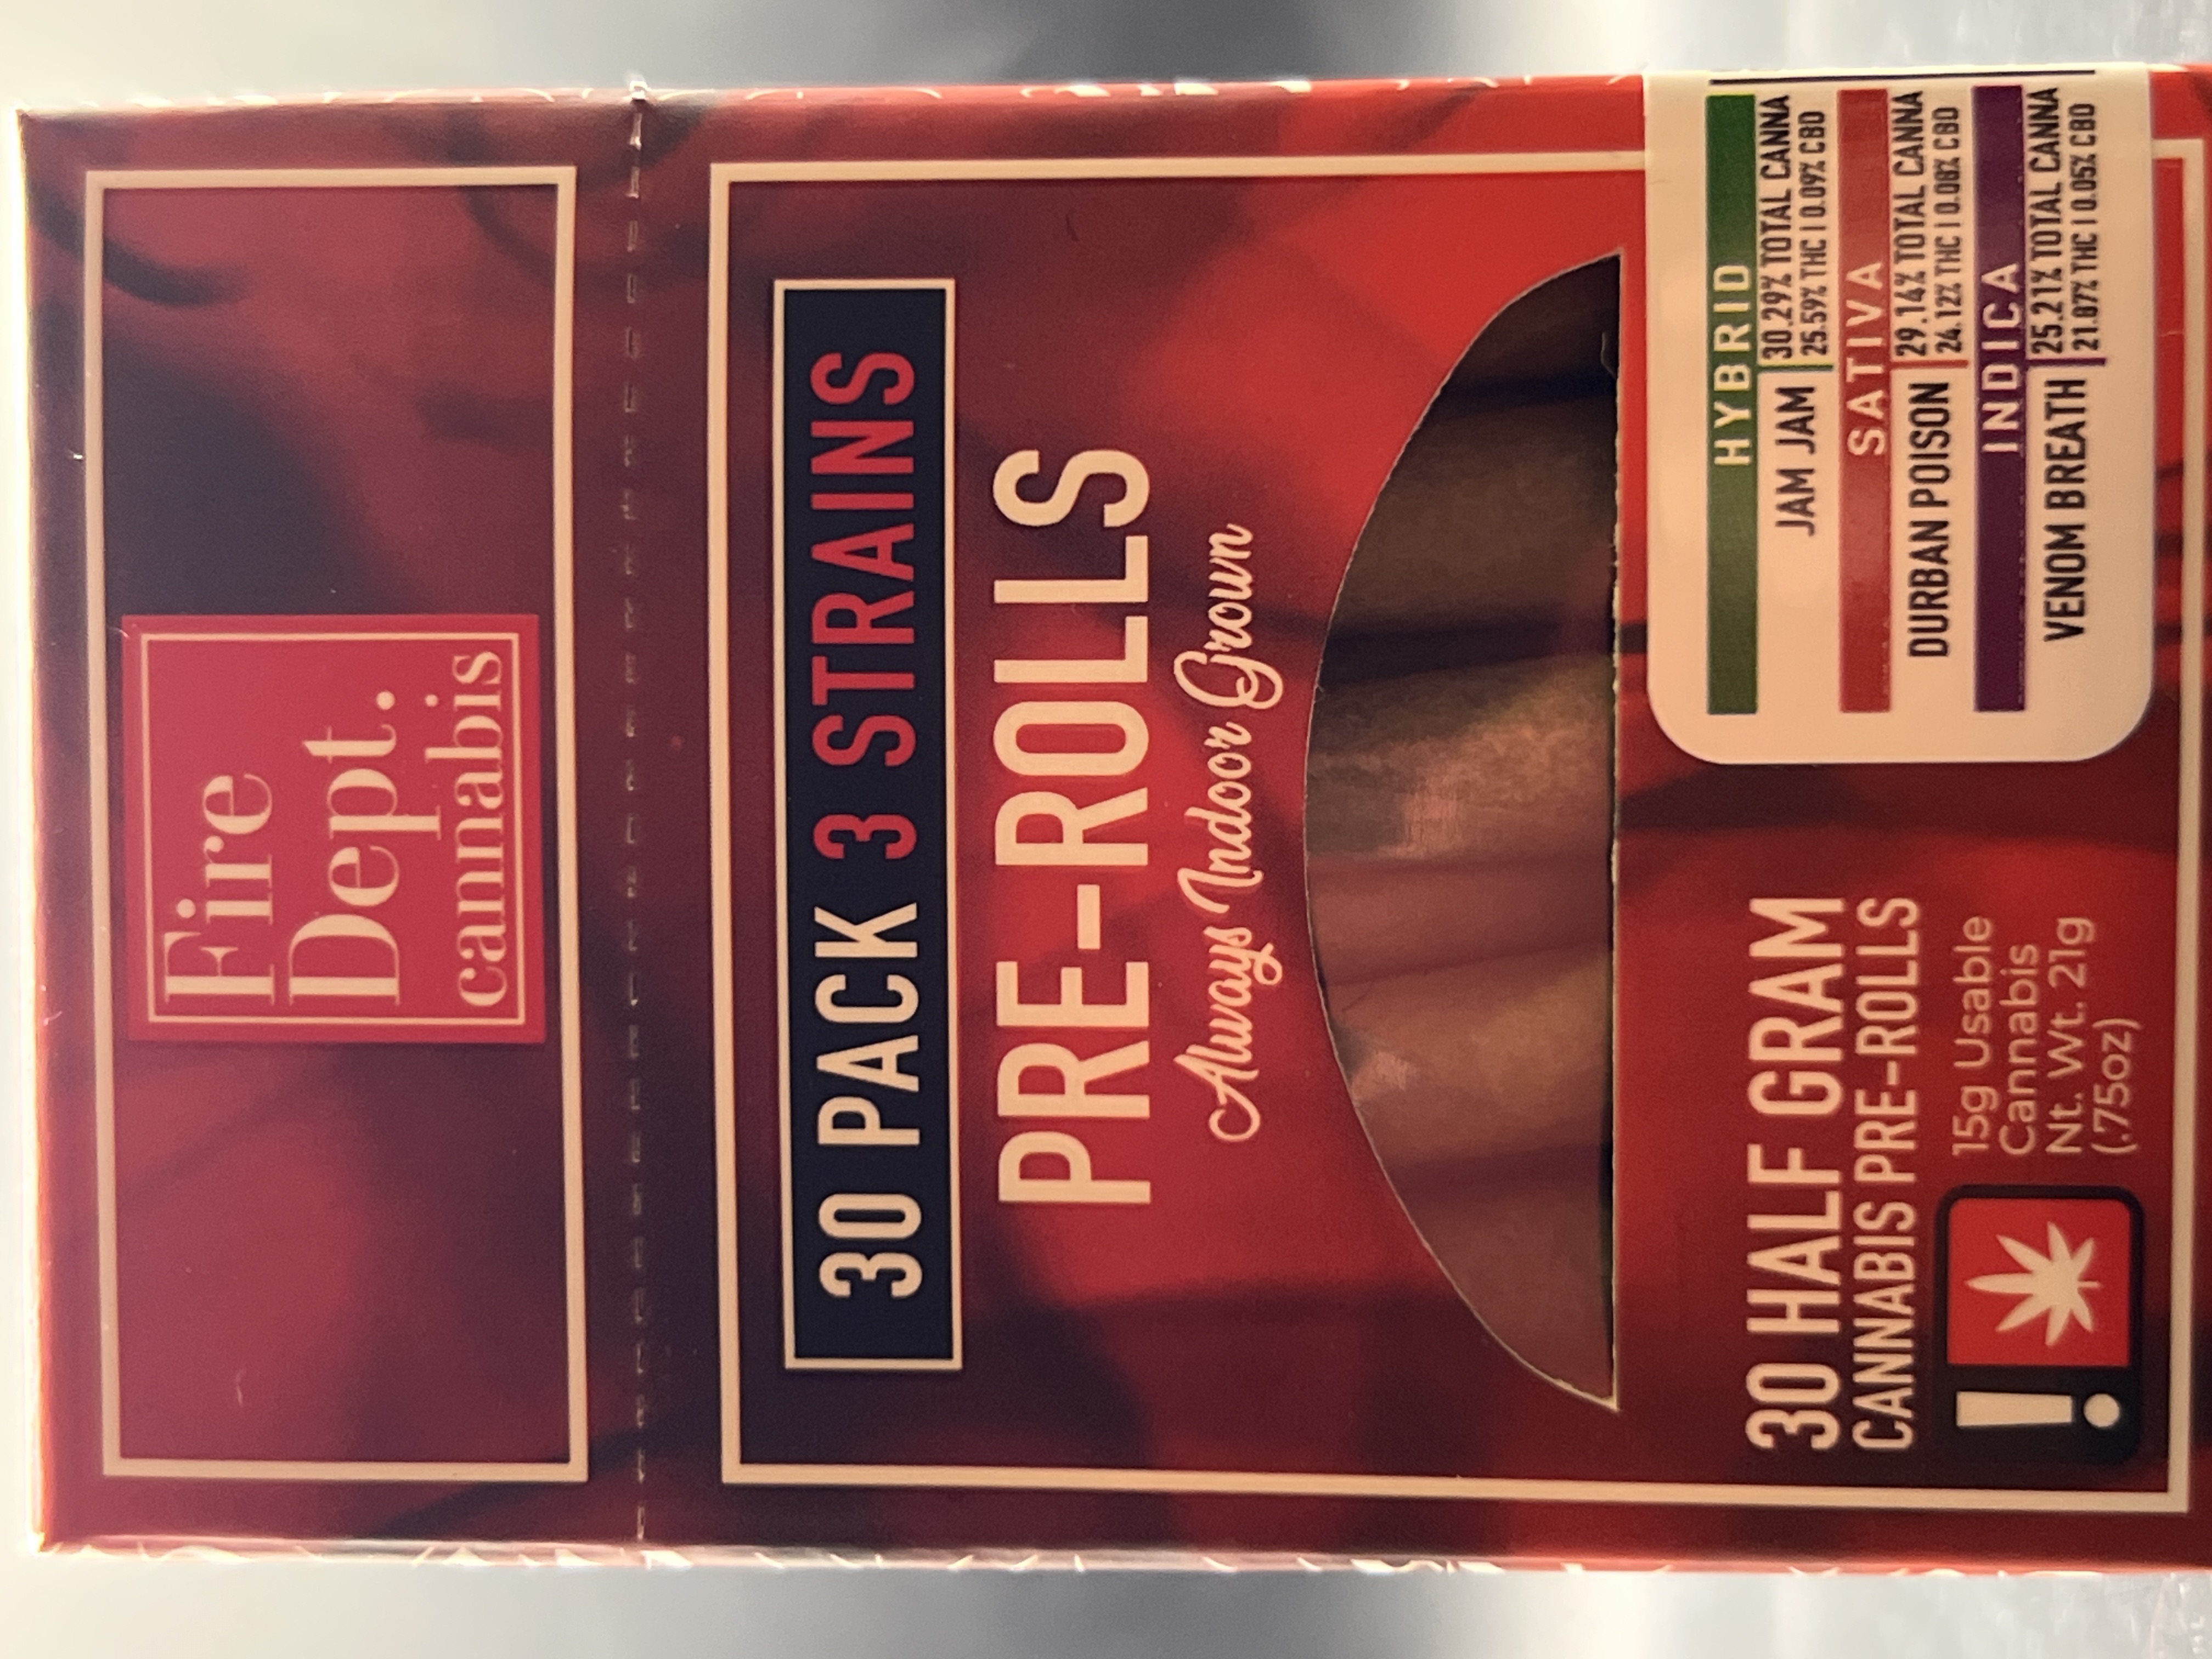 Fire
Dept.
cannabis
30 PACK 3 STRAINS
PRE-ROLLS
Always Indoor Grown
30 HALF GRAM
CANNABIS PRE-ROLLS
15g Usable
Cannabis
Nt. Wt. 21g
(.75oz)
!
HYBRID
JAM JAM
30.29% TOTAL CANNA
25.59% THC | 0.09% CBD
SATIVA
DURBAN POISON
29.14% TOTAL CANNA
24.12% THC | 0.08% CBD
INDICA
VENOM BREATH
25.21% TOTAL CANNA
21.87% THC | 0.05% CBD